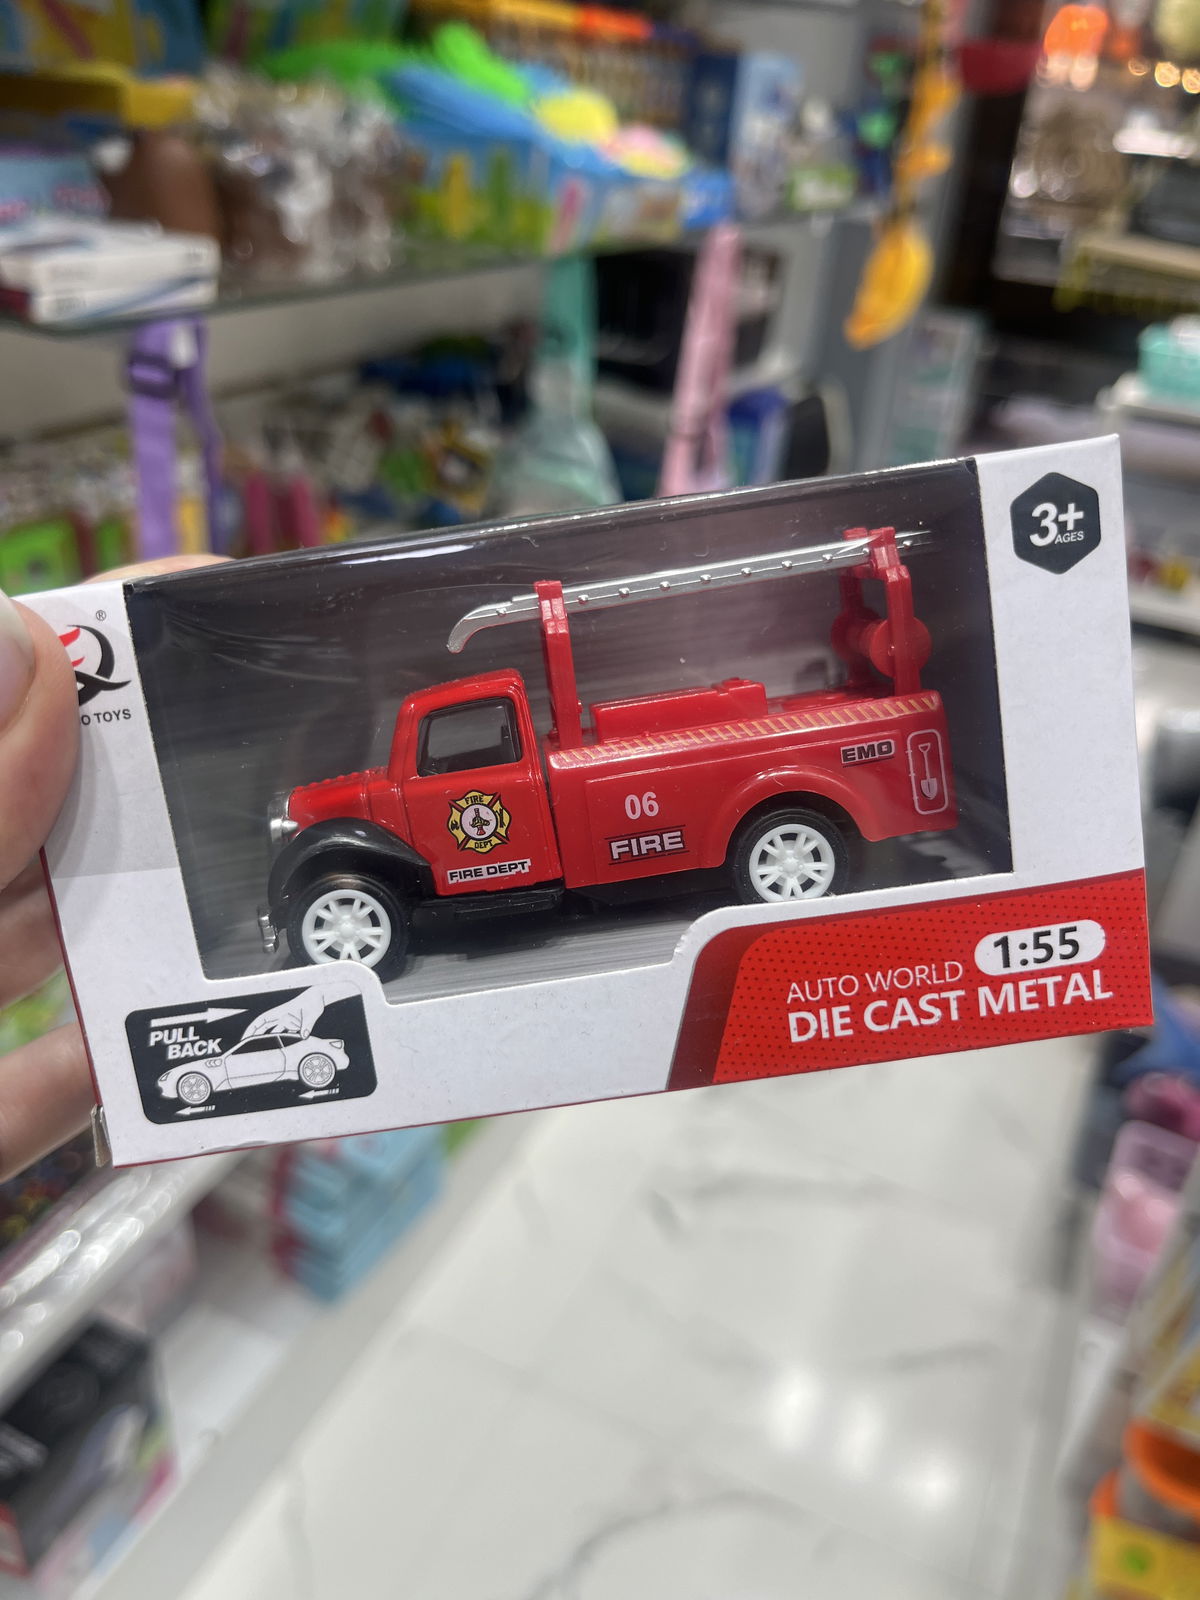 3+
AGES
®
TOYS
EMO
06
FIRE
FIRE
DEPT
FIRE DEPT
1:55
AUTO WORLD
DIE CAST METAL
PULL
BACK